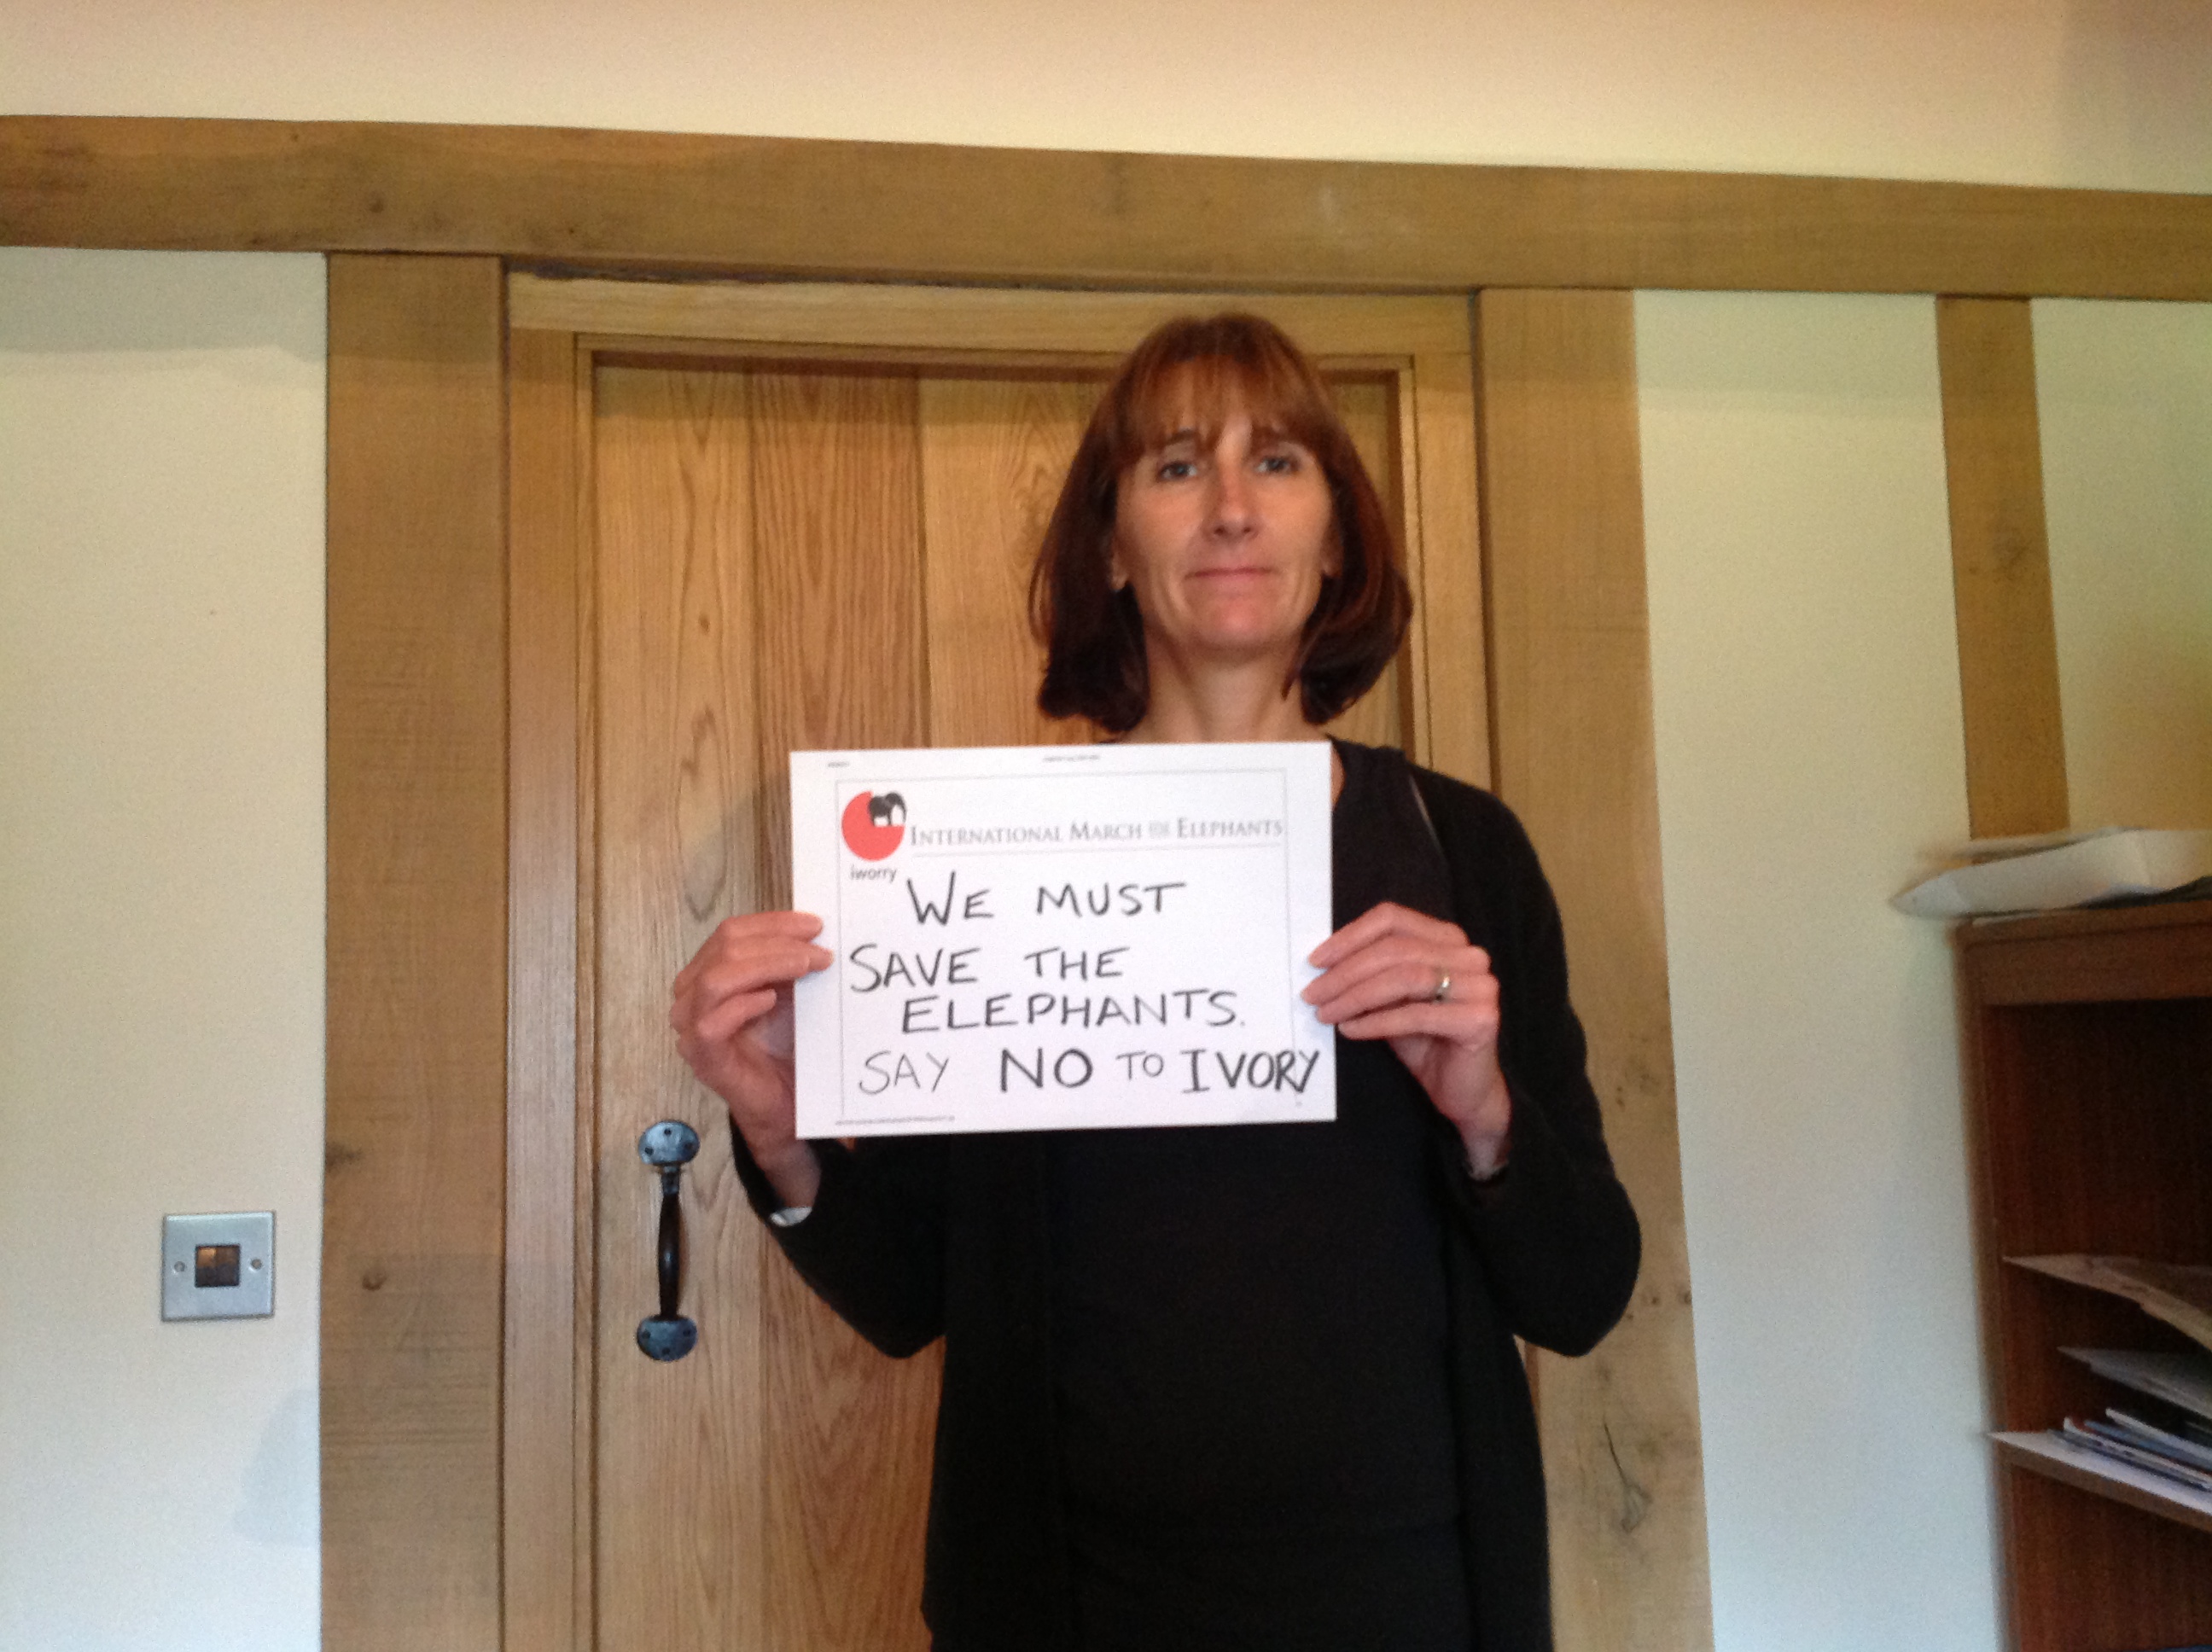 INTERNATIONAL MARCH FOR ELEPHANTS
iworry
WE MUST
SAVE THE
ELEPHANTS.
SAY NO TO IVORY